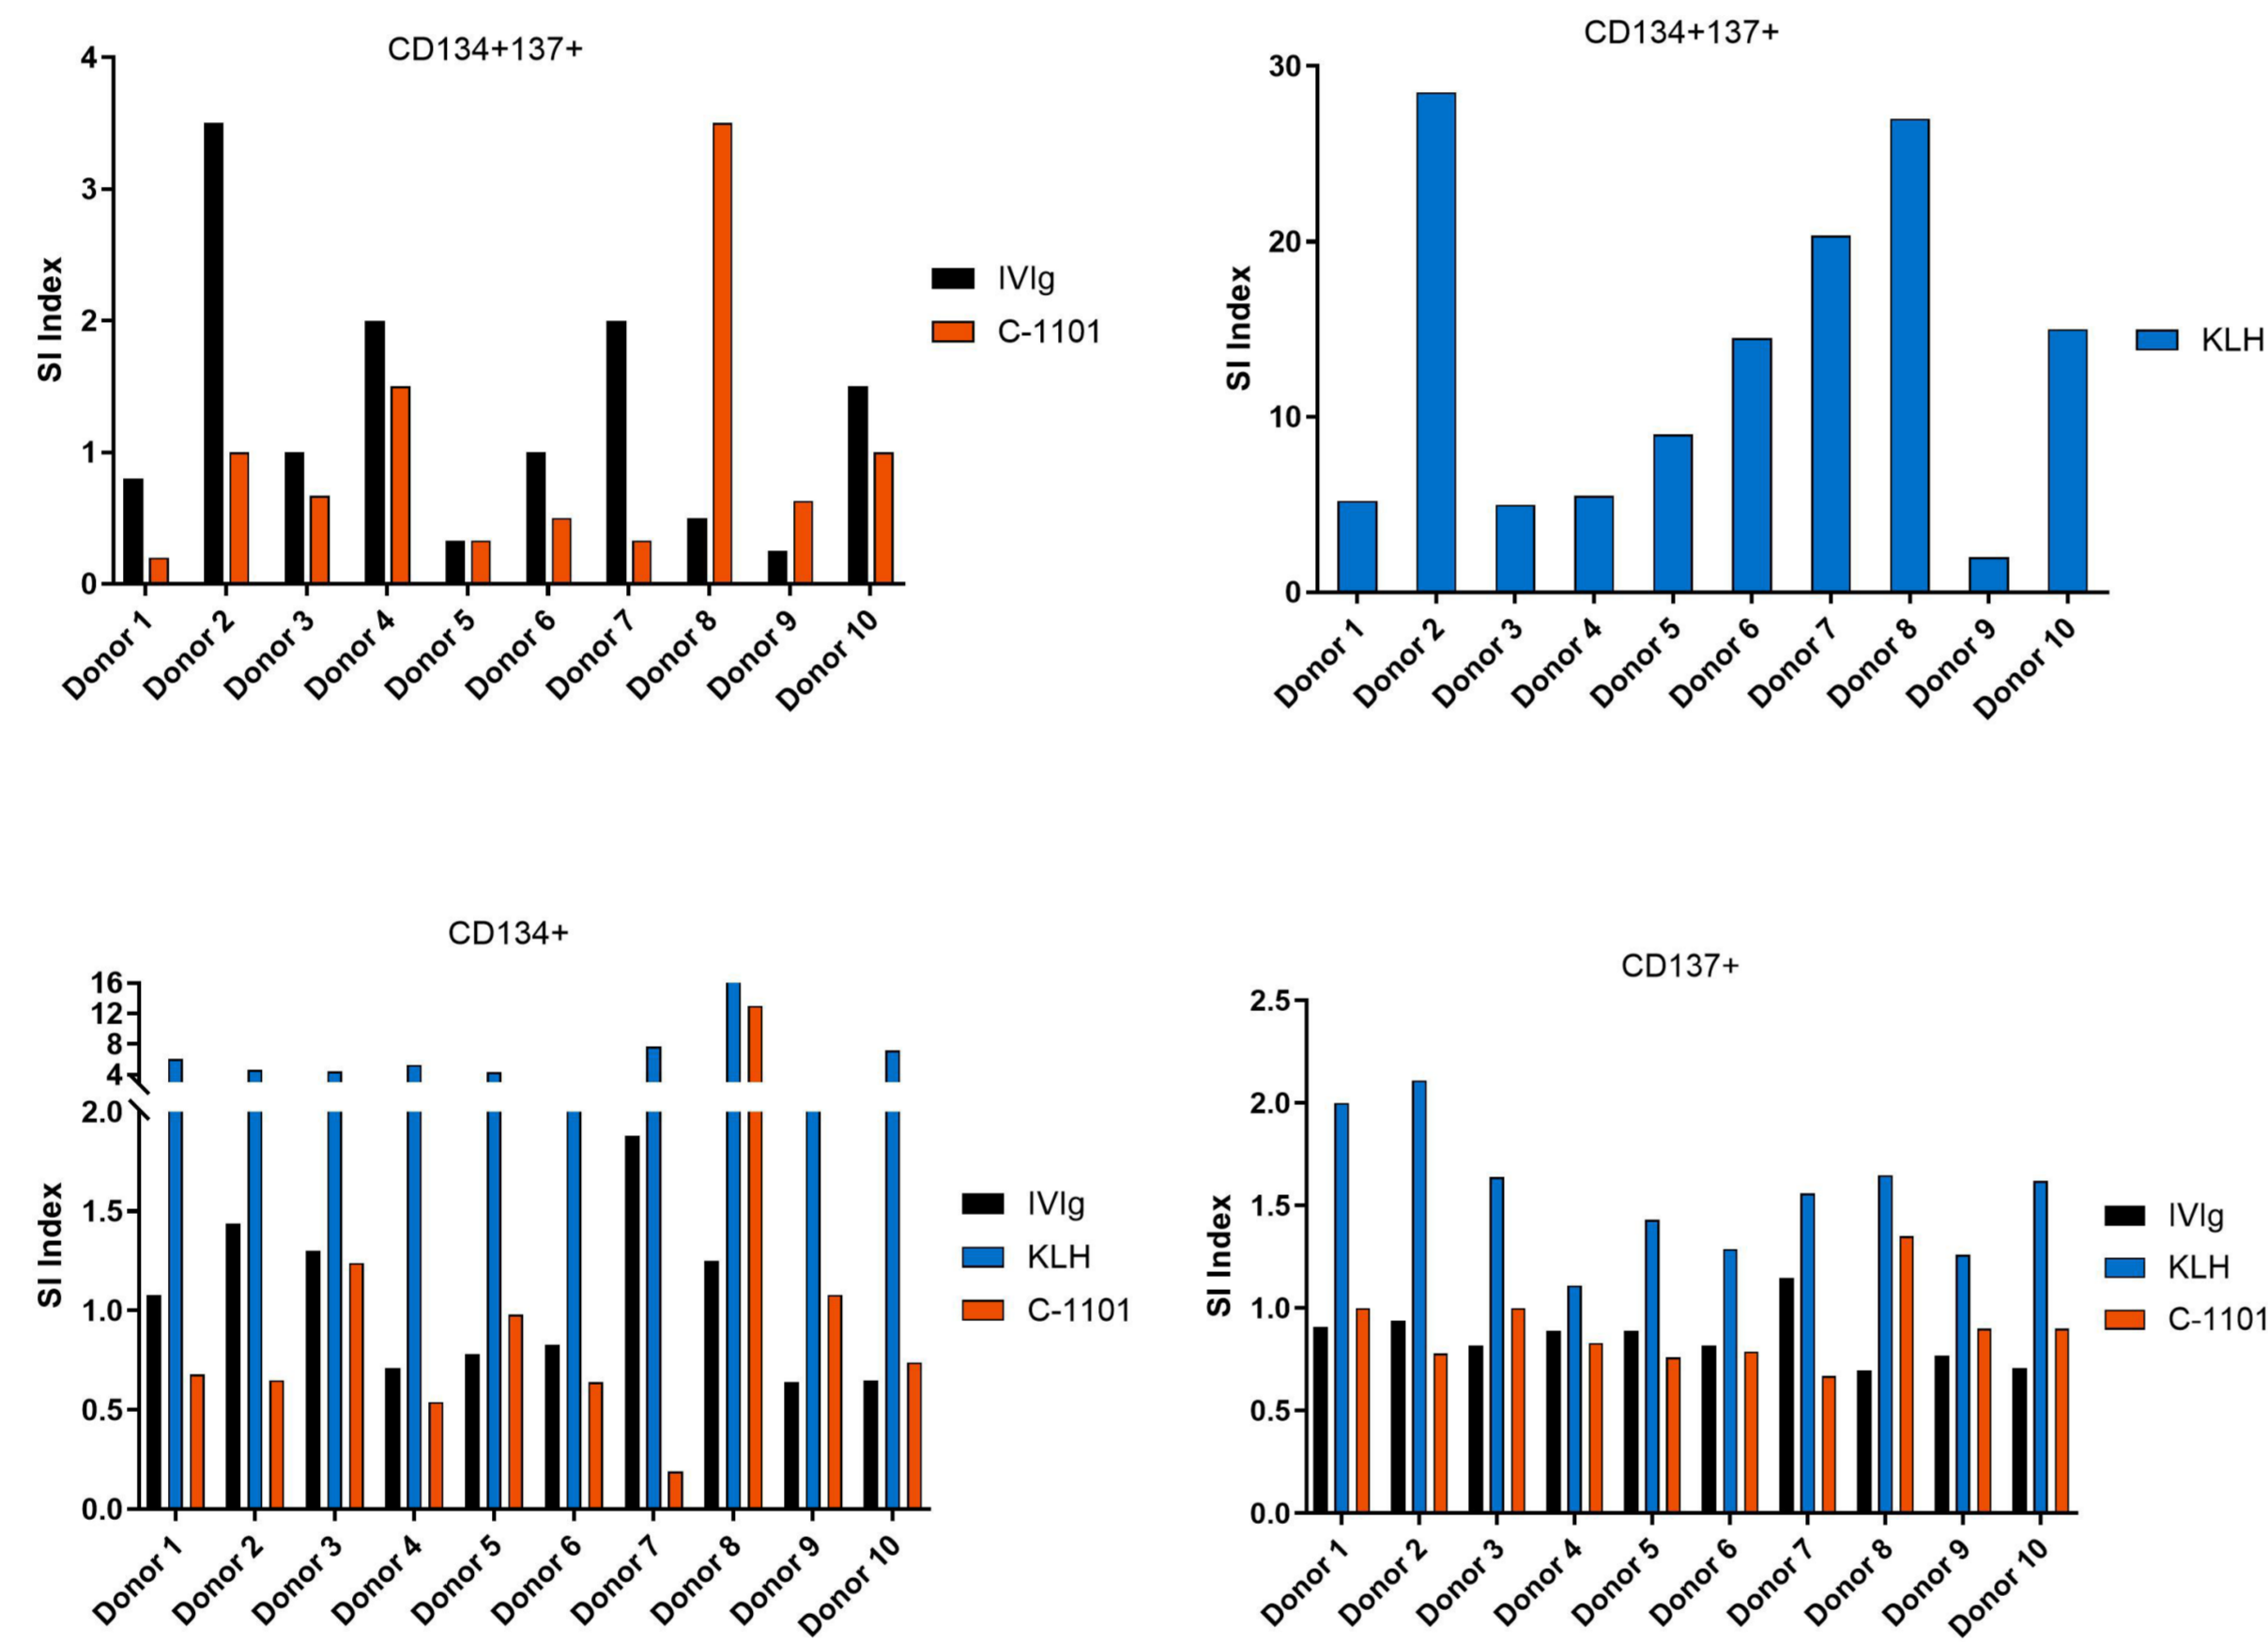 CD134+137+
4
3
2
1
0
SI Index
IVIg
C-1101
Donor 1
Donor 2
Donor 3
Donor 4
Donor 5
Donor 6
Donor 7
Donor 8
Donor 9
Donor 10
CD134+137+
30
20
10
0
SI Index
KLH
Donor 1
Donor 2
Donor 3
Donor 4
Donor 5
Donor 6
Donor 7
Donor 8
Donor 9
Donor 10
CD134+
16
12
8
4
2.0
1.5
1.0
0.5
0.0
SI Index
IVIg
KLH
C-1101
Donor 1
Donor 2
Donor 3
Donor 4
Donor 5
Donor 6
Donor 7
Donor 8
Donor 9
Donor 10
CD137+
2.5
2.0
1.5
1.0
0.5
0.0
SI Index
IVIg
KLH
C-1101
Donor 1
Donor 2
Donor 3
Donor 4
Donor 5
Donor 6
Donor 7
Donor 8
Donor 9
Donor 10